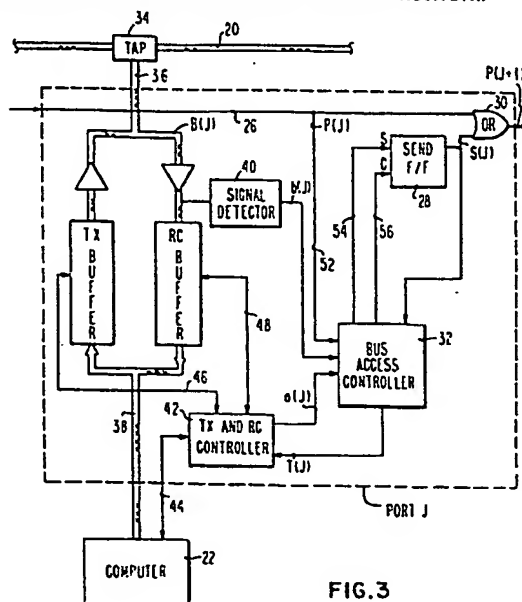 34
20
TAP
36
P(J+1)
30
B(J)
26
P(J)
OR
40
S
SEND
F/F
S(J)
C
SIGNAL
DETECTOR
b(J)
28
54
56
TX
BUFFER
RC
BUFFER
52
48
32
BUS
ACCESS
CONTROLLER
46
42
a(J)
38
TX AND RC
CONTROLLER
T(J)
44
PORT J
22
COMPUTER
FIG.3